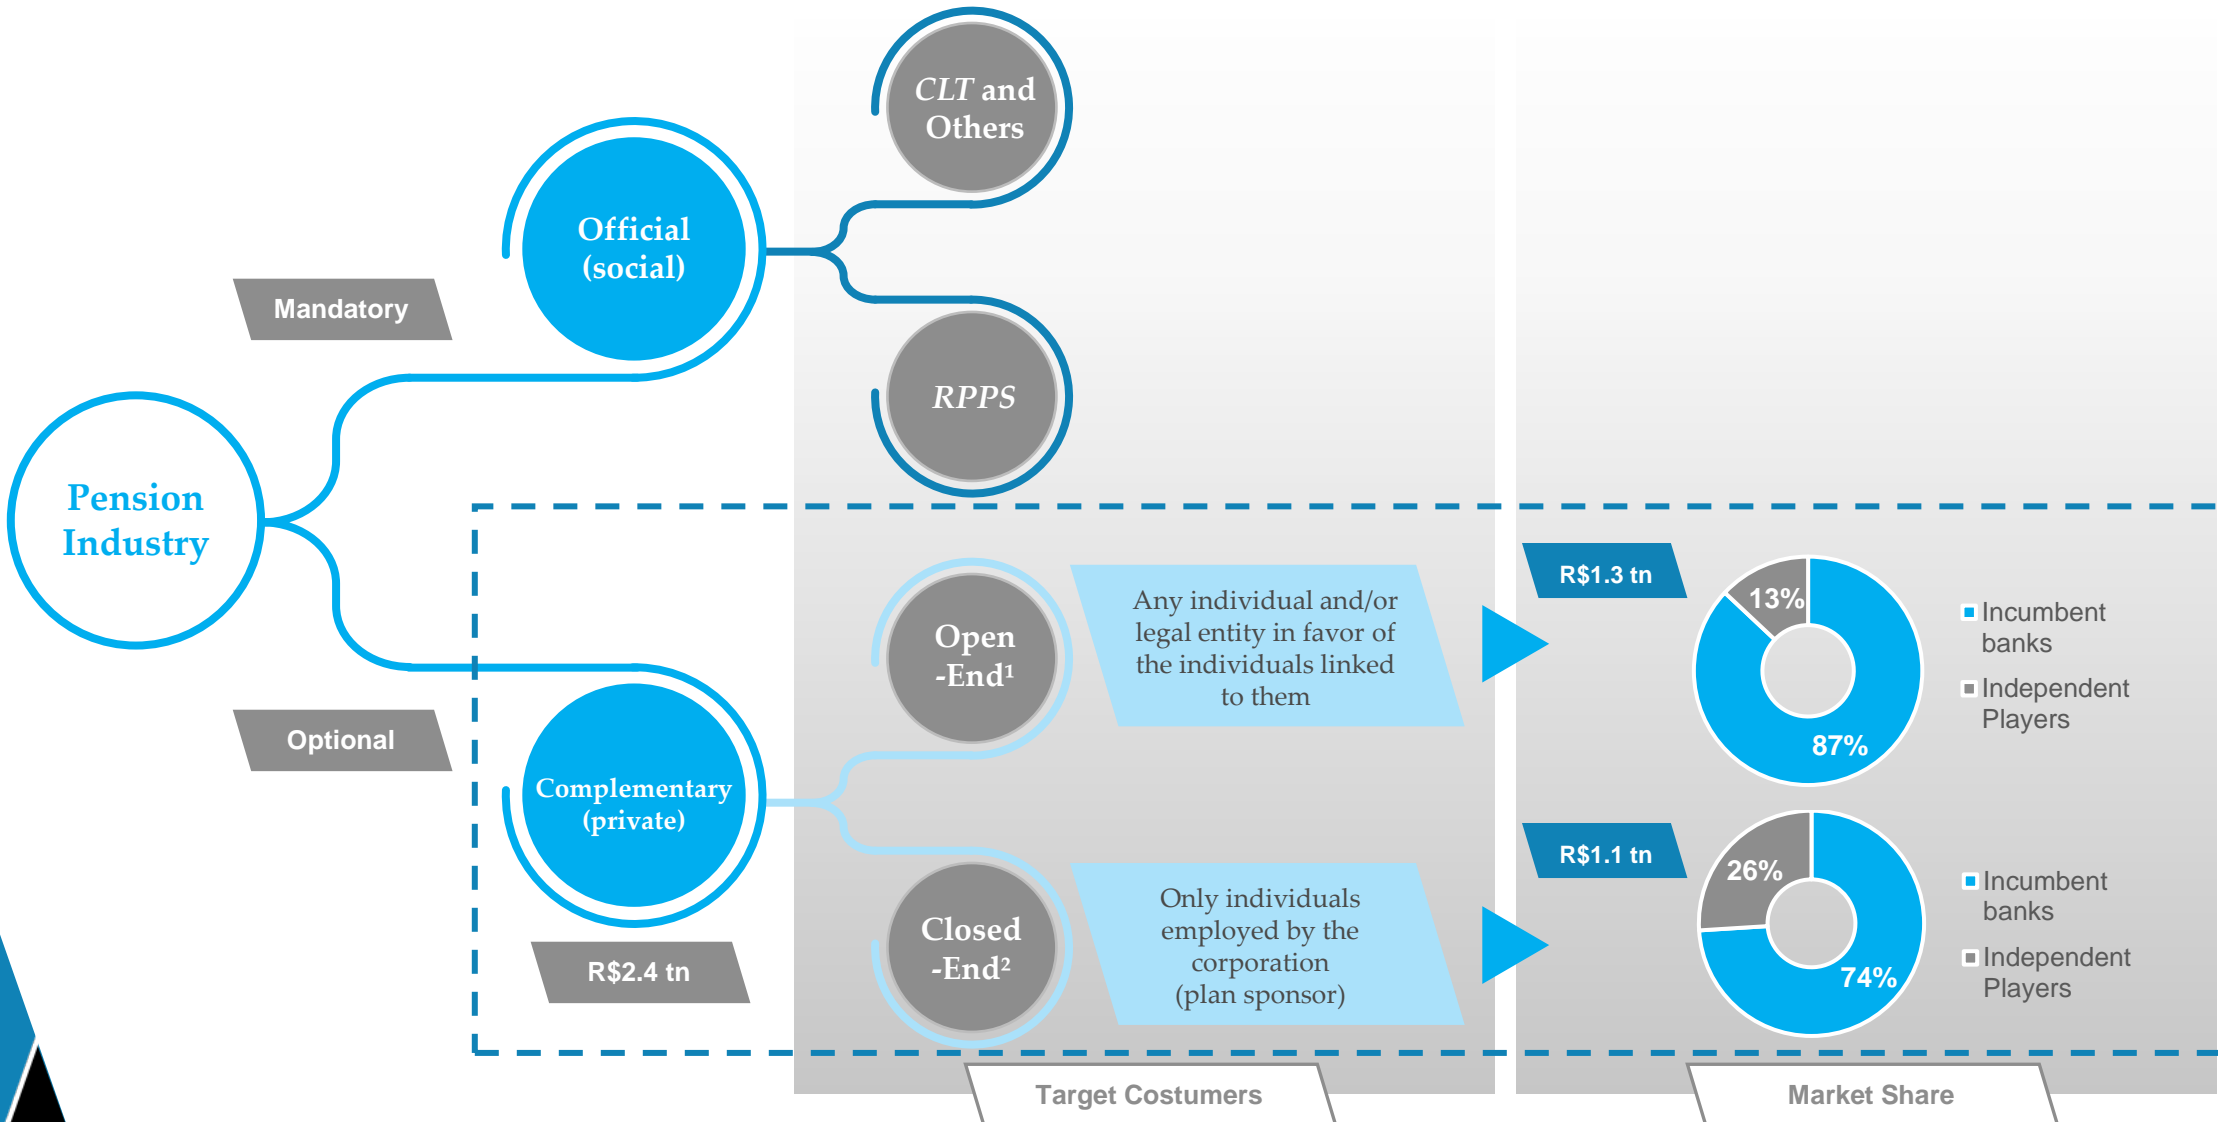 CLT and
Others
Official
(social)
Mandatory
RPPS
Pension
Industry
Optional
Complementary
(private)
R$2.4 tn
Open
-End¹
Any individual and/or
legal entity in favor of
the individuals linked
to them
R$1.3 tn
13%
87%
Incumbent
banks
Independent
Players
Closed
-End²
Only individuals
employed by the
corporation
(plan sponsor)
R$1.1 tn
26%
74%
Incumbent
banks
Independent
Players
Target Costumers
Market Share